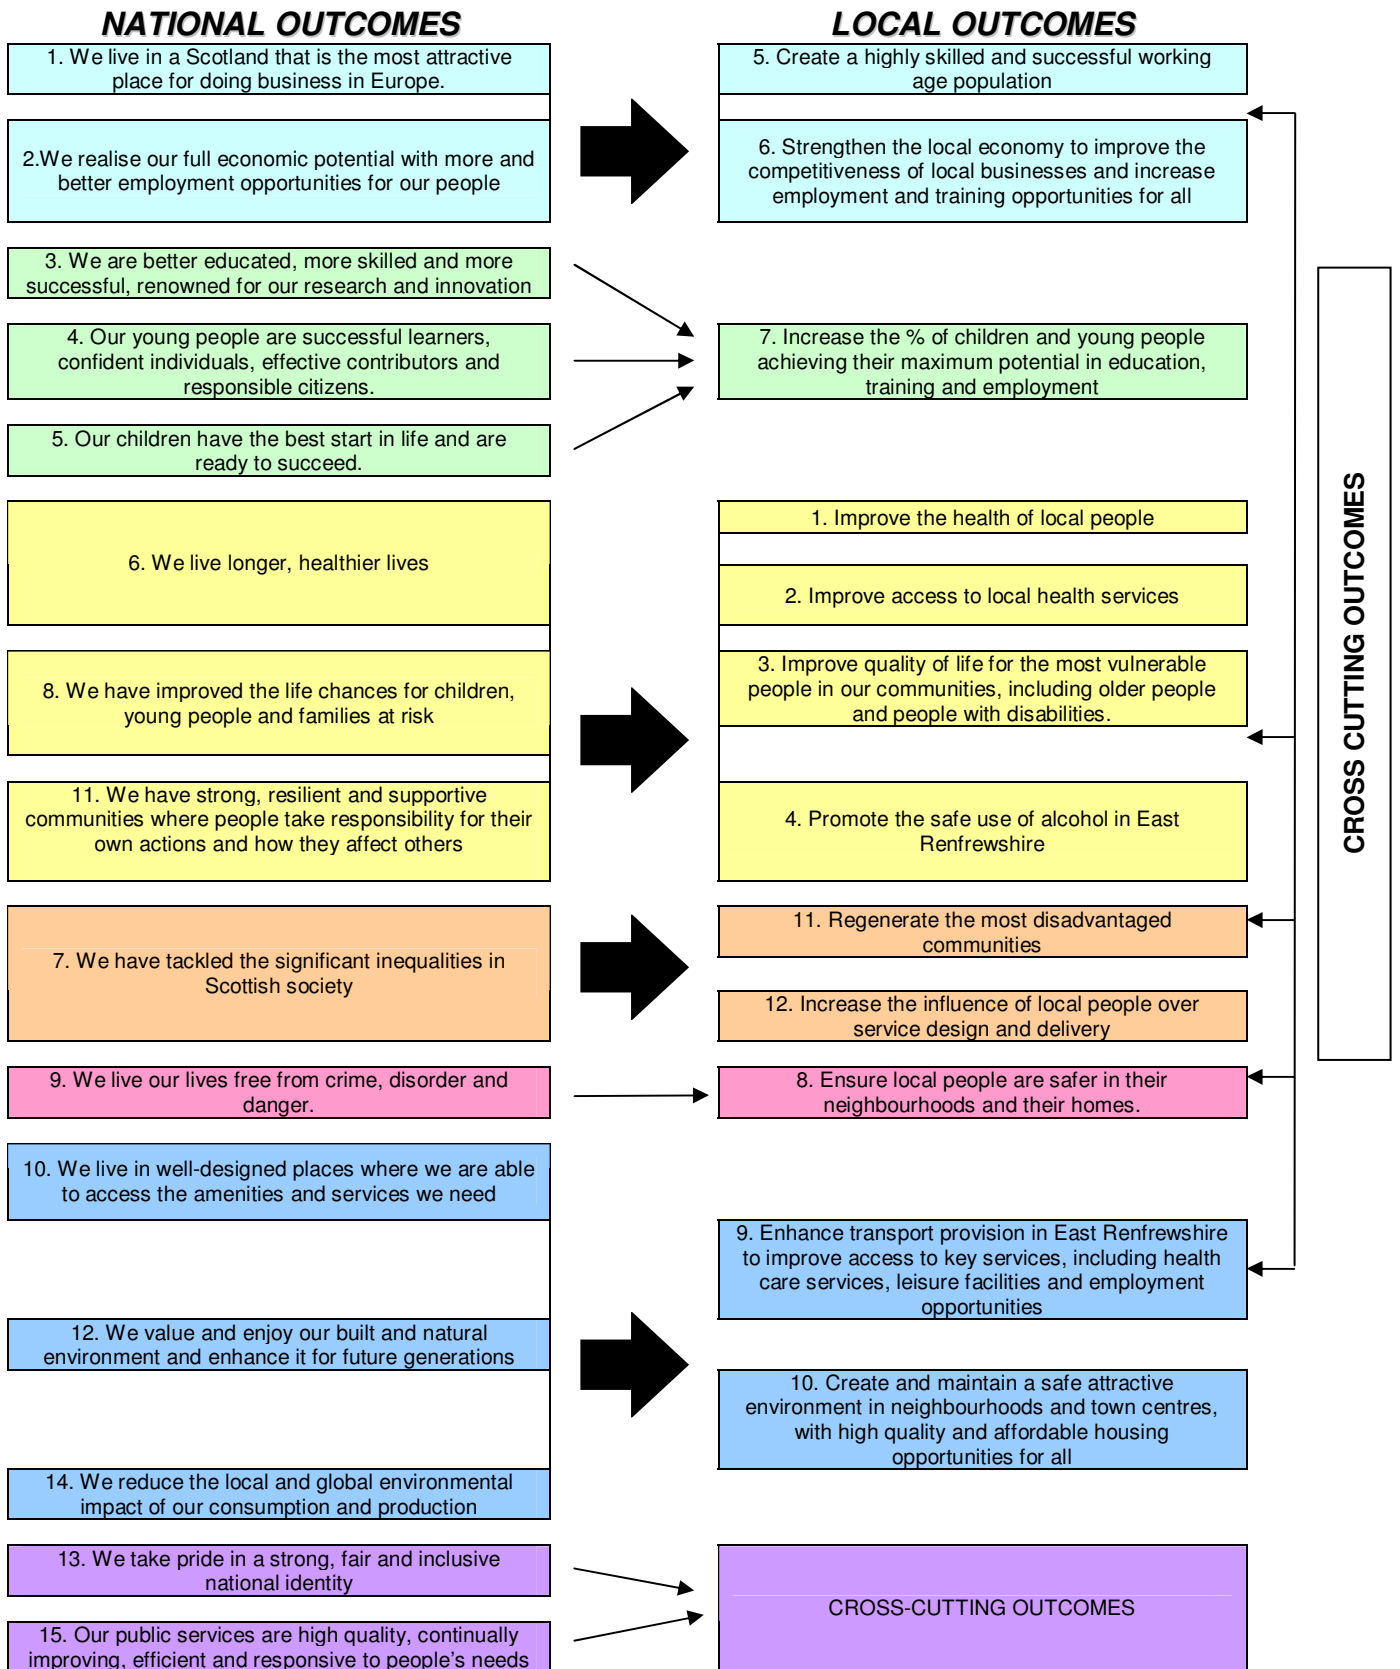 NATIONAL OUTCOMES
LOCAL OUTCOMES
1. We live in a Scotland that is the most attractive
place for doing business in Europe.
5. Create a highly skilled and successful working
age population
2.We realise our full economic potential with more and
better employment opportunities for our people
6. Strengthen the local economy to improve the
competitiveness of local businesses and increase
employment and training opportunities for all
3. We are better educated, more skilled and more
successful, renowned for our research and innovation
4. Our young people are successful learners,
confident individuals, effective contributors and
responsible citizens.
7. Increase the % of children and young people
achieving their maximum potential in education,
training and employment
5. Our children have the best start in life and are
ready to succeed.
6. We live longer, healthier lives
1. Improve the health of local people
2. Improve access to local health services
8. We have improved the life chances for children,
young people and families at risk
3. Improve quality of life for the most vulnerable
people in our communities, including older people
and people with disabilities.
11. We have strong, resilient and supportive
communities where people take responsibility for their
own actions and how they affect others
4. Promote the safe use of alcohol in East
Renfrewshire
7. We have tackled the significant inequalities in
Scottish society
11. Regenerate the most disadvantaged
communities
12. Increase the influence of local people over
service design and delivery
9. We live our lives free from crime, disorder and
danger.
8. Ensure local people are safer in their
neighbourhoods and their homes.
10. We live in well-designed places where we are able
to access the amenities and services we need
9. Enhance transport provision in East Renfrewshire
to improve access to key services, including health
care services, leisure facilities and employment
opportunities
12. We value and enjoy our built and natural
environment and enhance it for future generations
10. Create and maintain a safe attractive
environment in neighbourhoods and town centres,
with high quality and affordable housing
opportunities for all
14. We reduce the local and global environmental
impact of our consumption and production
13. We take pride in a strong, fair and inclusive
national identity
15. Our public services are high quality, continually
improving, efficient and responsive to people's needs
CROSS-CUTTING OUTCOMES
CROSS CUTTING OUTCOMES